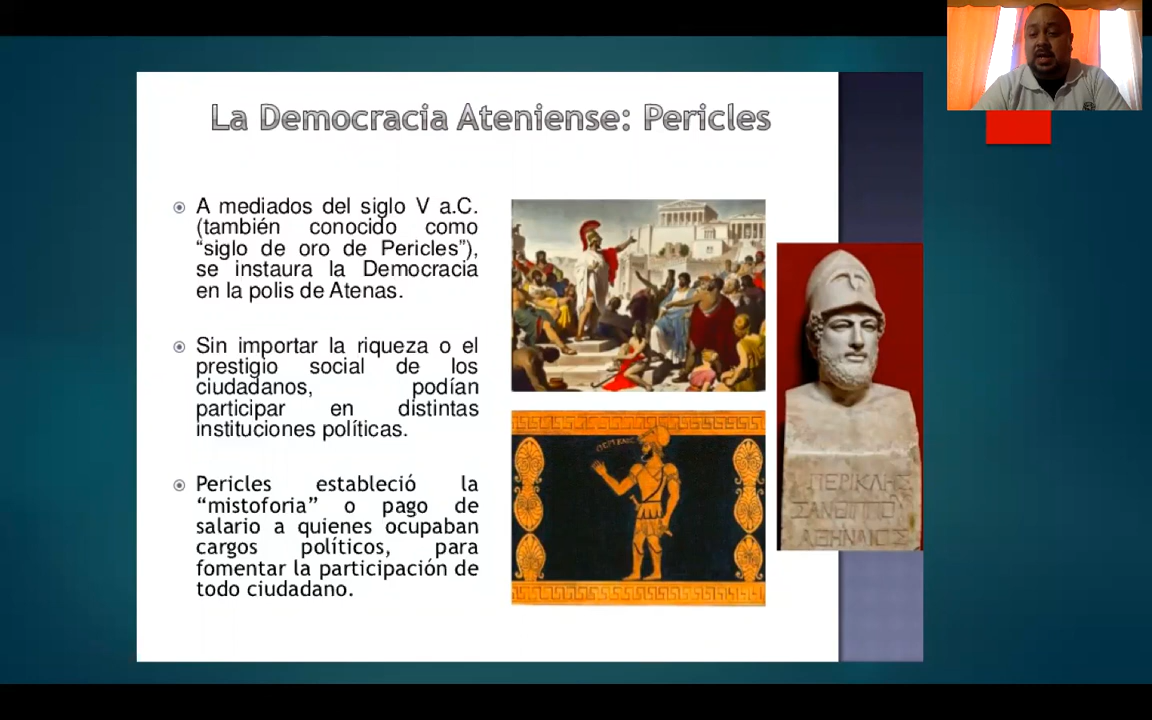 La Democracia Ateniense: Pericles
A mediados del siglo V a.C.
(también conocido como
“siglo de oro de Pericles”),
se instaura la Democracia
en la polis de Atenas.
Sin importar la riqueza o el
prestigio social de los
ciudadanos, podían
participar en distintas
instituciones políticas.
Pericles estableció la
“mistoforia” o pago de
salario a quienes ocupaban
cargos políticos, para
fomentar la participación de
todo ciudadano.
ΠΕΡΙΚΛΗΣ
ΞΑΝΘΙΠΠΟ
ΑΘΗΝΑΙΟΣ